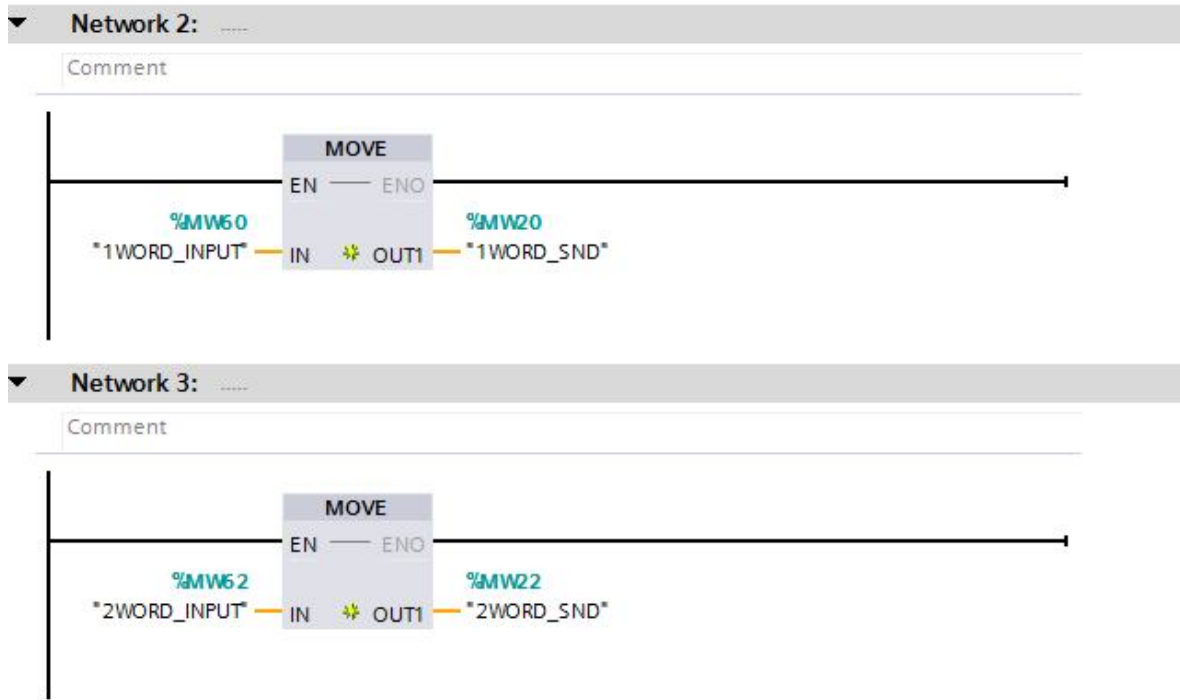 Network 2: .....
Comment
MOVE
EN ENO
%MW60 %MW20
"1WORD_INPUT" IN OUT1 "1WORD_SND"
Network 3: .....
Comment
MOVE
EN ENO
%MW62 %MW22
"2WORD_INPUT" IN OUT1 "2WORD_SND"